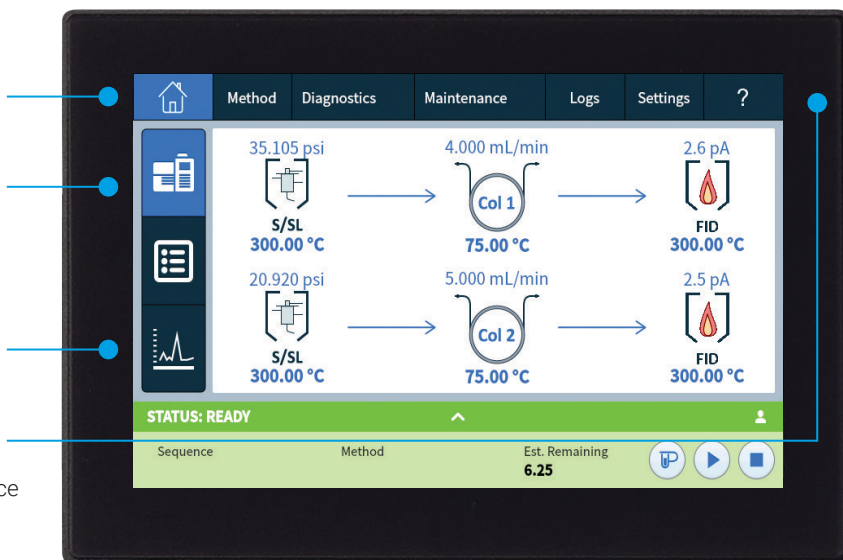 Method Diagnostics Maintenance Logs Settings ?
35.105 psi 4.000 mL/min 2.6 pA
Col 1
S/SL FID
300.00 °C 75.00 °C 300.00 °C
20.920 psi 5.000 mL/min 2.5 pA
Col 2
S/SL FID
300.00 °C 75.00 °C 300.00 °C
STATUS: READY
Sequence Method Est. Remaining
6.25
ce